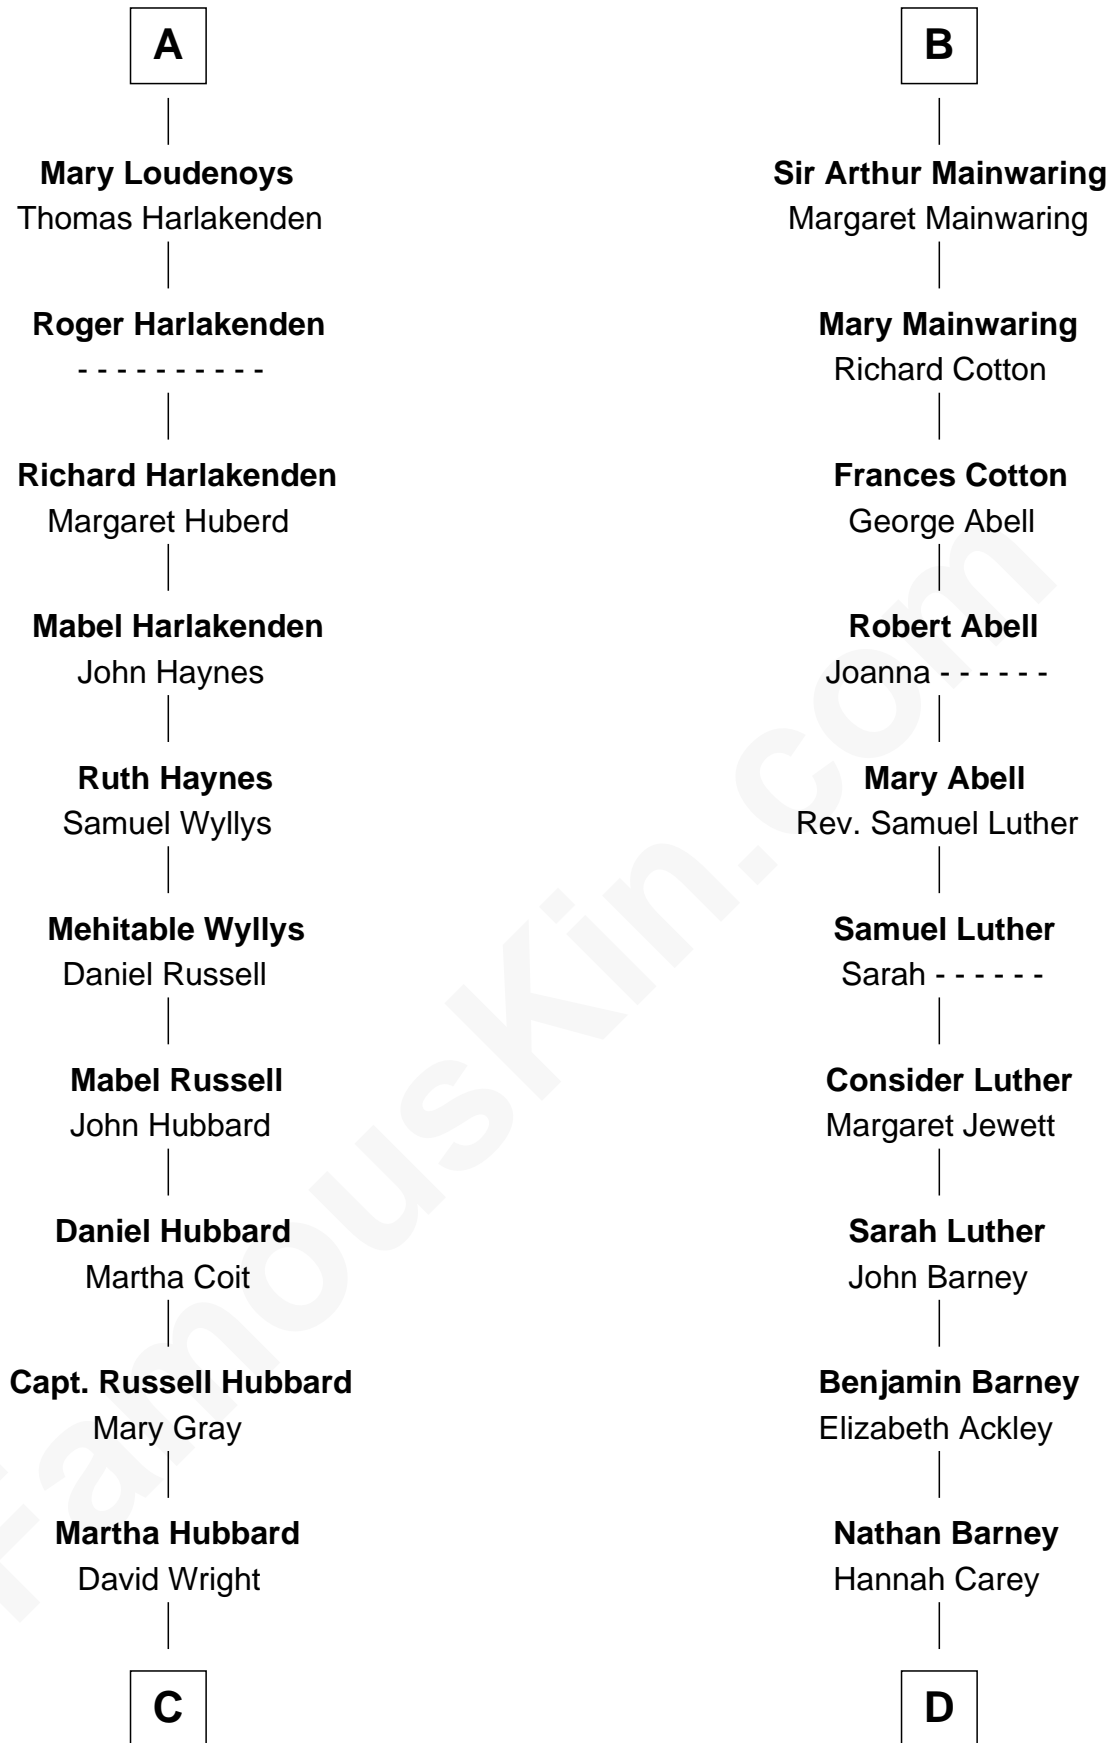 A
Mary Loudenoys
Thomas Harlakenden
Roger Harlakenden
- - - - - - - - - -
Richard Harlakenden
Margaret Huberd
Mabel Harlakenden
John Haynes
Ruth Haynes
Samuel Wyllys
Mehitable Wyllys
Daniel Russell
Mabel Russell
John Hubbard
Daniel Hubbard
Martha Coit
Capt. Russell Hubbard
Mary Gray
Martha Hubbard
David Wright
C
B
Sir Arthur Mainwaring
Margaret Mainwaring
Mary Mainwaring
Richard Cotton
Frances Cotton
George Abell
Robert Abell
Joanna - - - - - -
Mary Abell
Rev. Samuel Luther
Samuel Luther
Sarah - - - - - -
Consider Luther
Margaret Jewett
Sarah Luther
John Barney
Benjamin Barney
Elizabeth Ackley
Nathan Barney
Hannah Carey
D
FamousKin.com